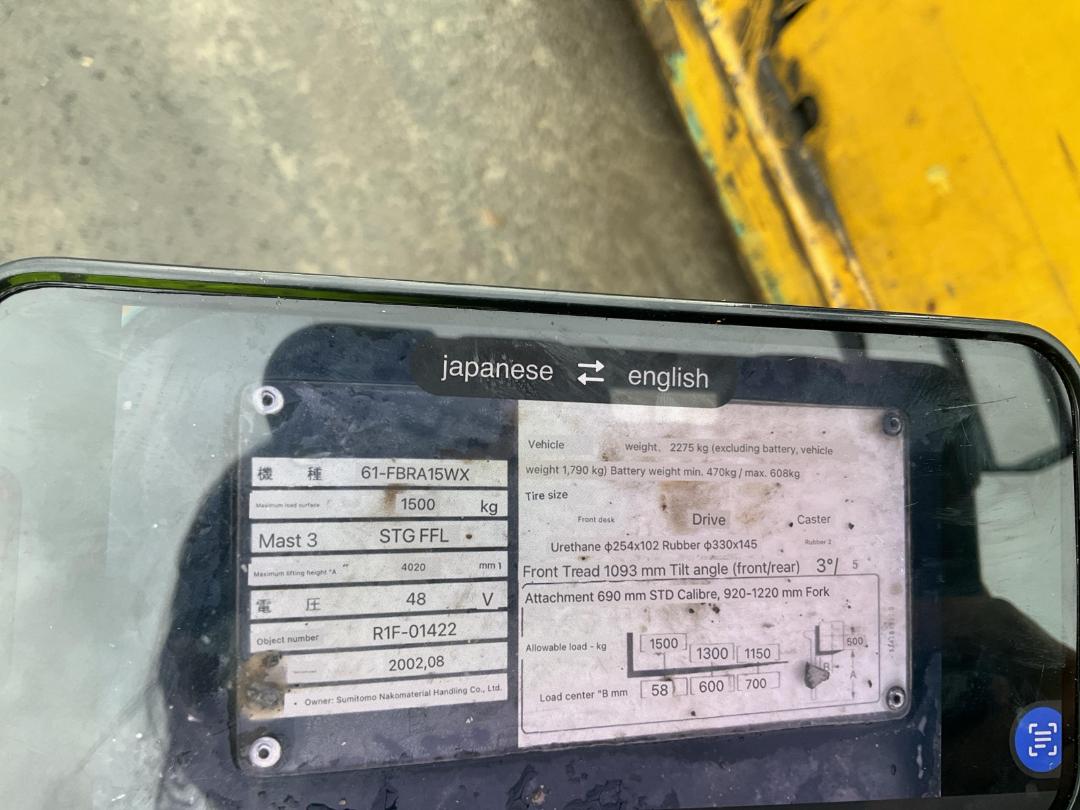 japanese ⇄ english
機 種 61-FBRA15WX
Maximum load surface 1500 kg
Mast 3 STG FFL
Maximum lifting height "A 4020 mm 1
電 圧 48 V
Object number R1F-01422
2002,08
• Owner: Sumitomo Nakomaterial Handling Co., Ltd.
Vehicle weight. 2275 kg (excluding battery, vehicle
weight 1,790 kg) Battery weight min. 470kg / max. 608kg
Tire size
Front desk Drive Caster
Urethane ф254x102 Rubber ф330x145 Rubber 2
Front Tread 1093 mm Tilt angle (front/rear) 3°/ 5
Attachment 690 mm STD Calibre, 920-1220 mm Fork
Allowable load - kg 1500 1300 1150 500
B A
Load center "B mm 58 600 700